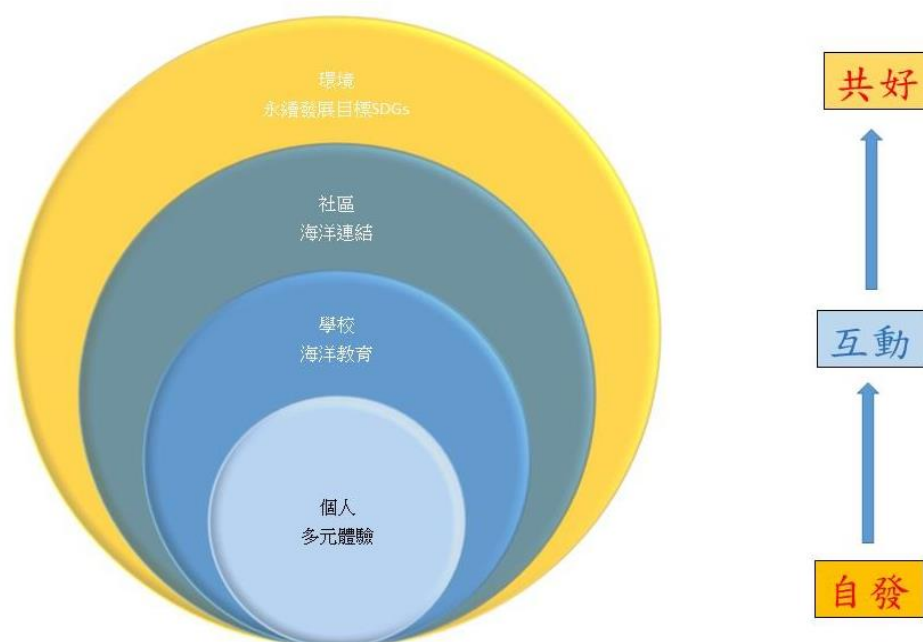 環境
永續發展目標SDGs
社區
海洋連結
學校
海洋教育
個人
多元體驗
共好
互動
自發